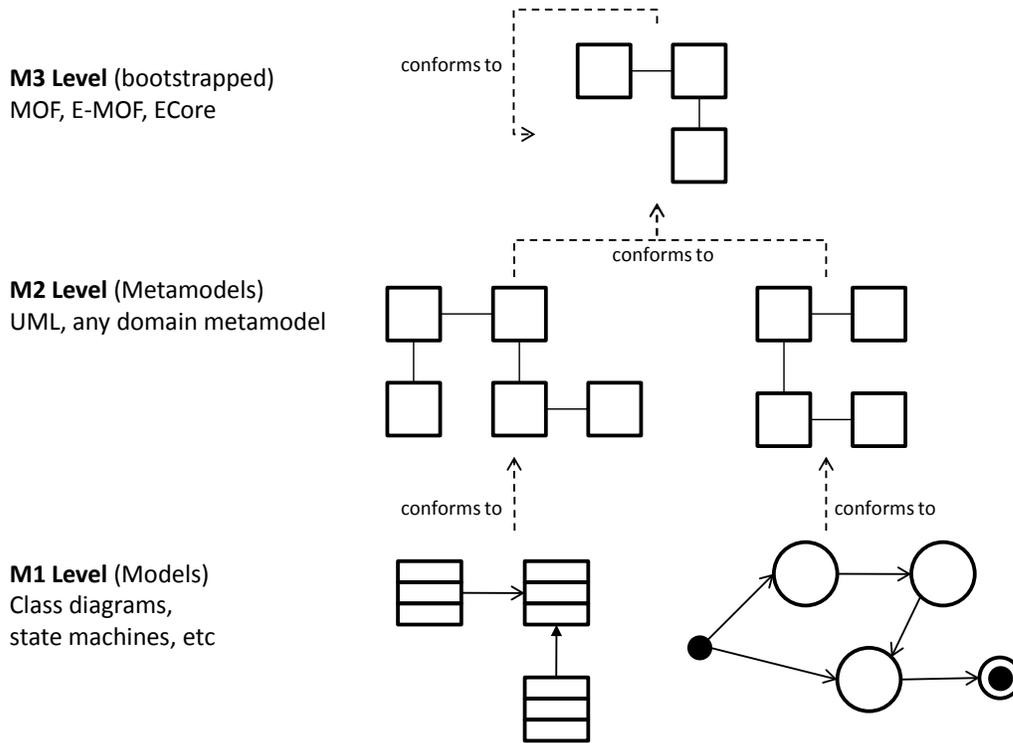 M3 Level (bootstrapped)
MOF, E-MOF, ECore
conforms to
conforms to
M2 Level (Metamodels)
UML, any domain metamodel
conforms to
conforms to
M1 Level (Models)
Class diagrams,
state machines, etc